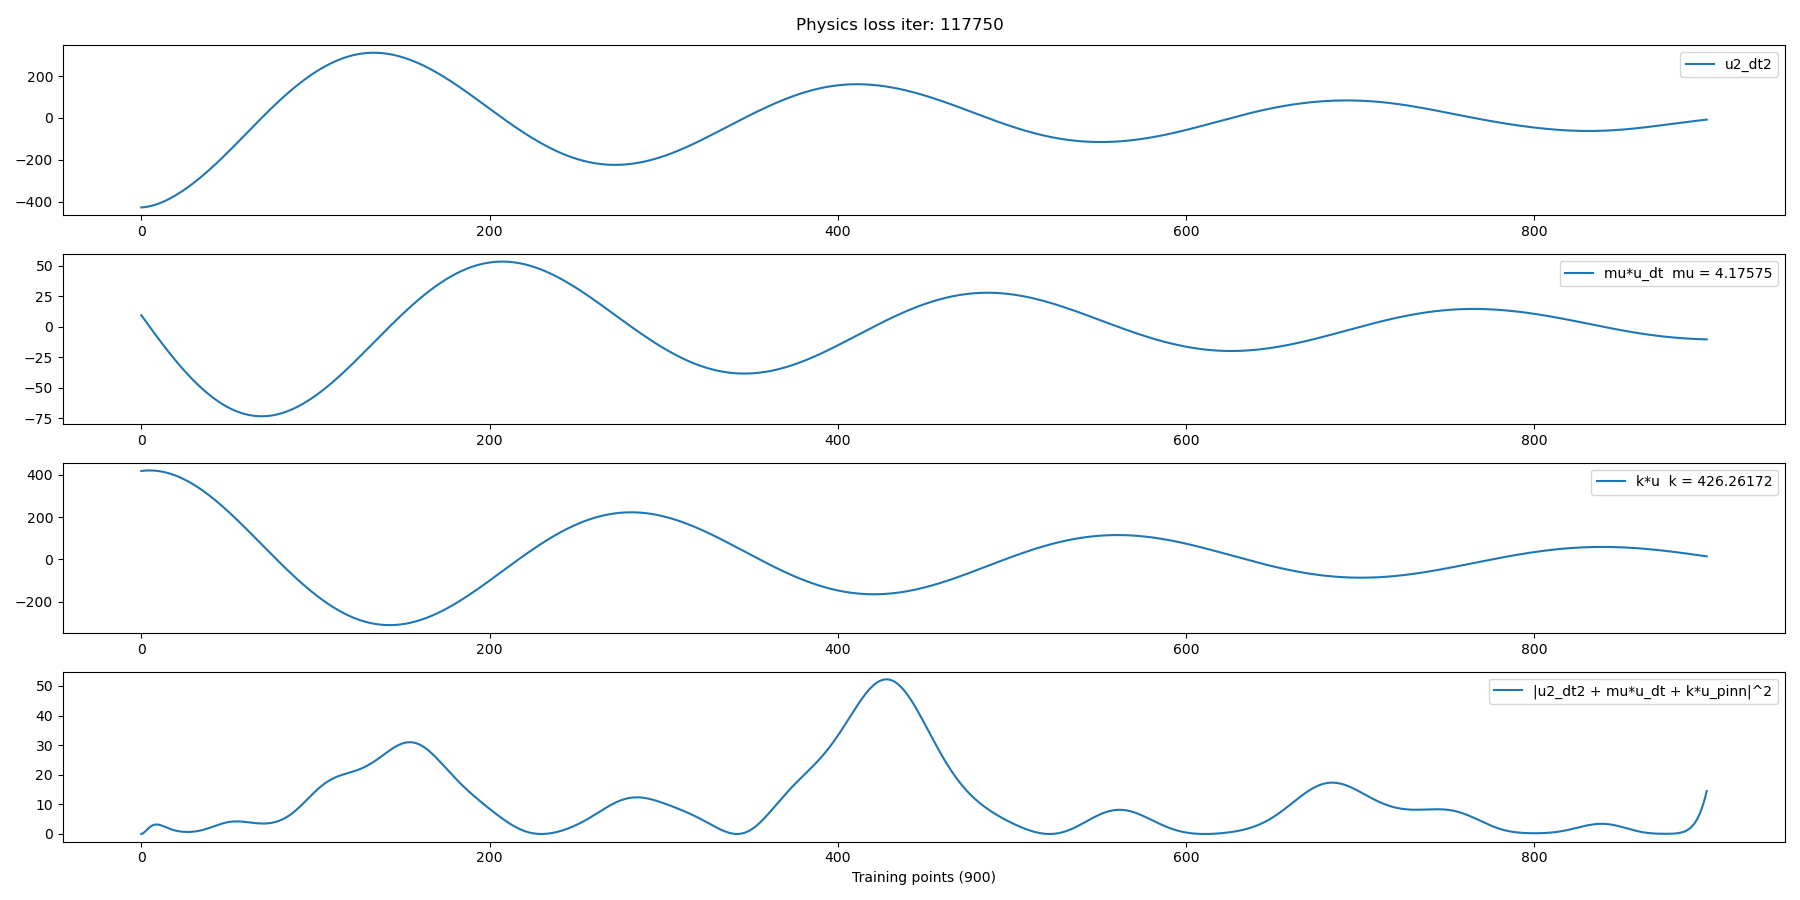 Physics loss iter: 117750
200
0
−200
−400
u2_dt2
0 200 400 600 800
50
25
0
−25
−50
−75
mu*u_dt  mu = 4.17575
0 200 400 600 800
400
200
0
−200
k*u  k = 426.26172
0 200 400 600 800
50
40
30
20
10
0
|u2_dt2 + mu*u_dt + k*u_pinn|^2
0 200 400 600 800
Training points (900)